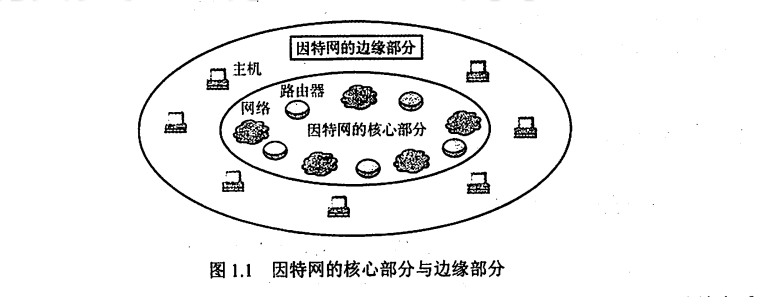 因特网的边缘部分
主机
路由器
网络
因特网的核心部分
图 1.1 因特网的核心部分与边缘部分